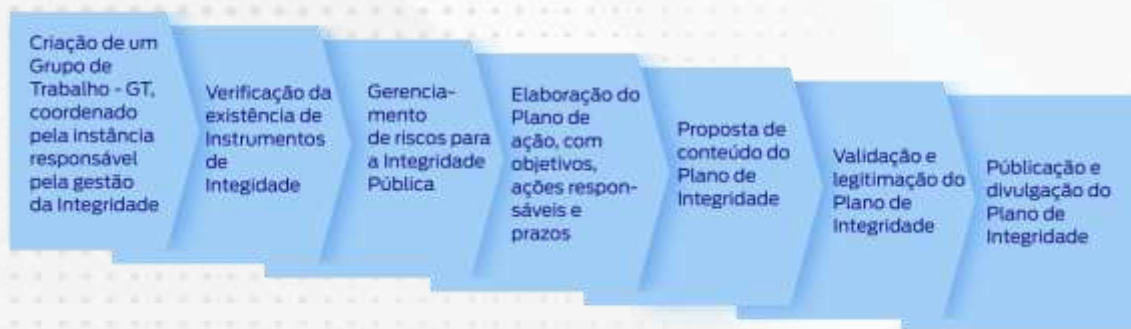 Criação de um
Grupo de
Trabalho - GT,
coordenado
pela instância
responsável
pela gestão
da Integridade
Verificação da
existência de
Instrumentos
de
Integidade
Gerencia-
mento
de riscos para
a Integridade
Pública
Elaboração do
Plano de
ação, com
objetivos,
ações respon-
sáveis e
prazos
Proposta de
conteúdo do
Plano de
Integridade
Validação e
legitimação do
Plano de
Integridade
Públicação e
divulgação do
Plano de
Integridade